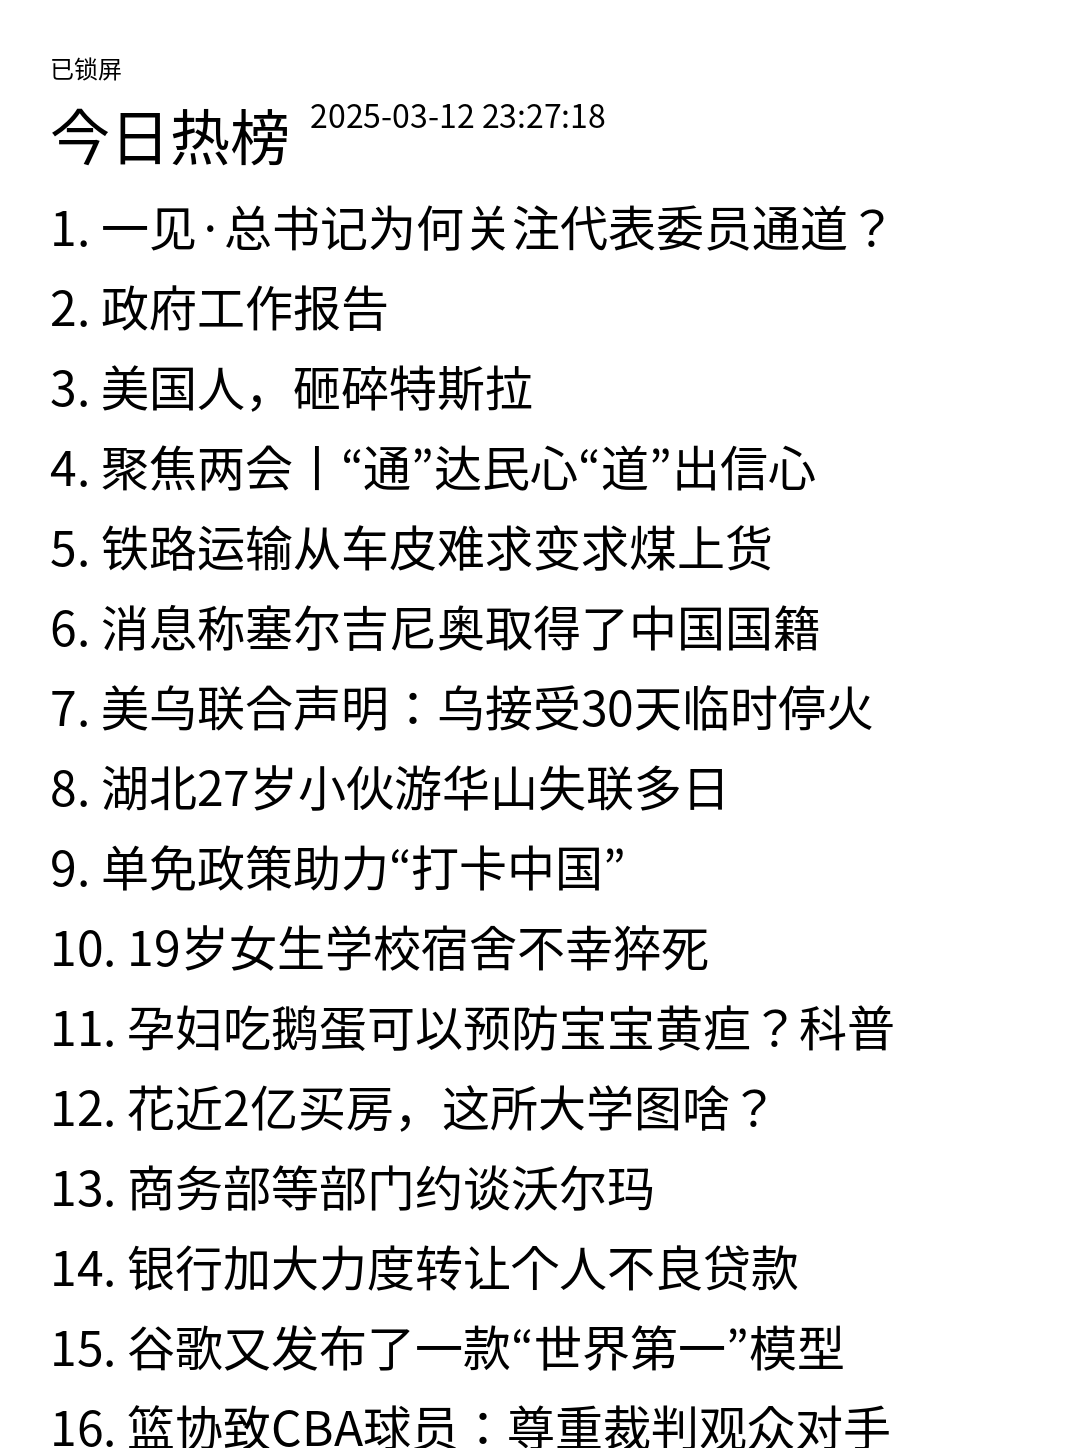 已锁屏
今日热榜 2025-03-12 23:27:18
1. 一见·总书记为何关注代表委员通道？
2. 政府工作报告
3. 美国人，砸碎特斯拉
4. 聚焦两会丨“通”达民心“道”出信心
5. 铁路运输从车皮难求变求煤上货
6. 消息称塞尔吉尼奥取得了中国国籍
7. 美乌联合声明：乌接受30天临时停火
8. 湖北27岁小伙游华山失联多日
9. 单免政策助力“打卡中国”
10. 19岁女生学校宿舍不幸猝死
11. 孕妇吃鹅蛋可以预防宝宝黄疸？科普
12. 花近2亿买房，这所大学图啥？
13. 商务部等部门约谈沃尔玛
14. 银行加大力度转让个人不良贷款
15. 谷歌又发布了一款“世界第一”模型
16. 篮协致CBA球员：尊重裁判观众对手